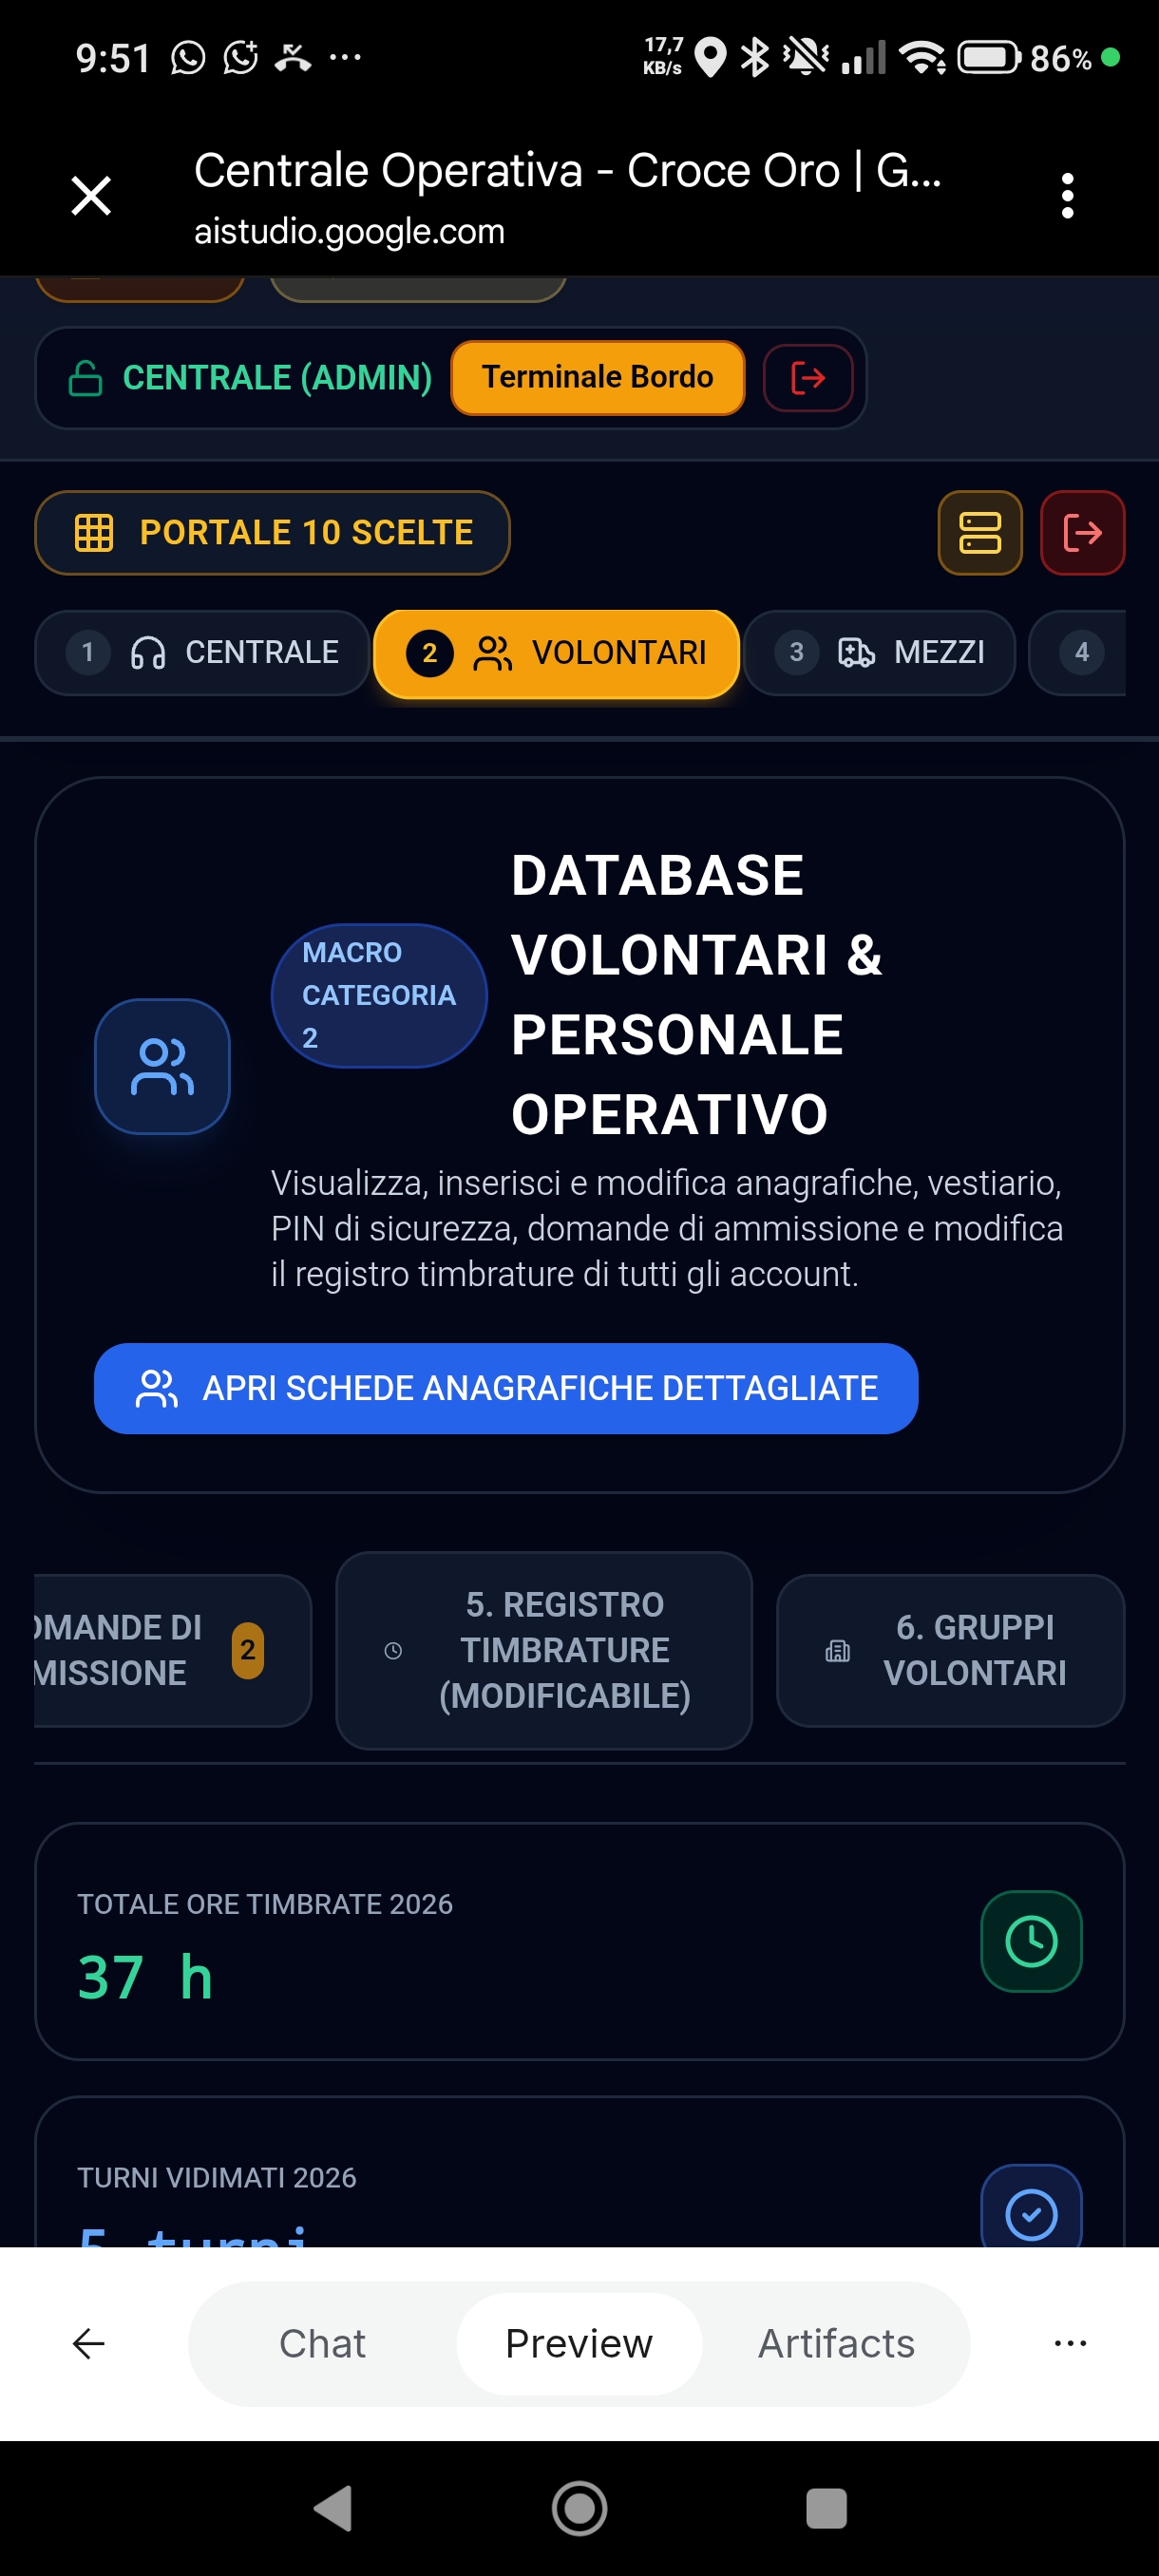 9:51
17,7
KB/s
86%
Centrale Operativa - Croce Oro | G...
aistudio.google.com
CENTRALE (ADMIN)
Terminale Bordo
PORTALE 10 SCELTE
1 CENTRALE
2 VOLONTARI
3 MEZZI
4
MACRO
CATEGORIA
2
DATABASE
VOLONTARI &
PERSONALE
OPERATIVO
Visualizza, inserisci e modifica anagrafiche, vestiario,
PIN di sicurezza, domande di ammissione e modifica
il registro timbrature di tutti gli account.
APRI SCHEDE ANAGRAFICHE DETTAGLIATE
OMANDE DI
MISSIONE
2
5. REGISTRO
TIMBRATURE
(MODIFICABILE)
6. GRUPPI
VOLONTARI
TOTALE ORE TIMBRATE 2026
37 h
TURNI VIDIMATI 2026
5 turni
Chat
Preview
Artifacts